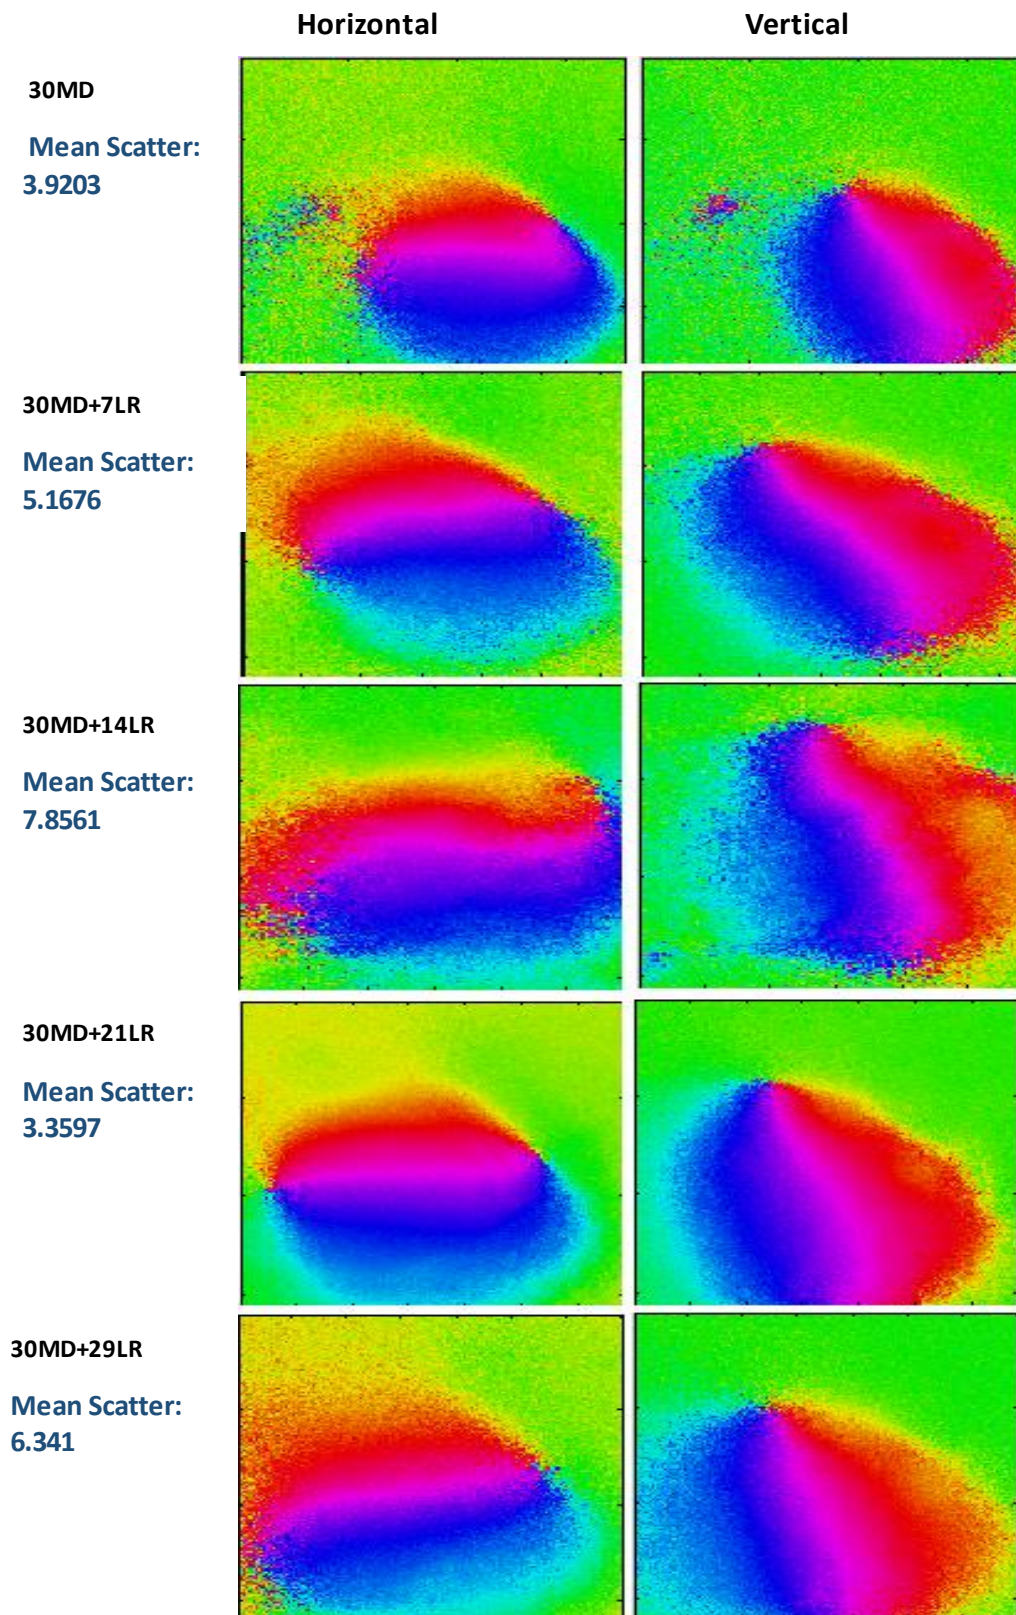 Horizontal
Vertical
30MD
Mean Scatter:
3.9203
30MD+7LR
Mean Scatter:
5.1676
30MD+14LR
Mean Scatter:
7.8561
30MD+21LR
Mean Scatter:
3.3597
30MD+29LR
Mean Scatter:
6.341